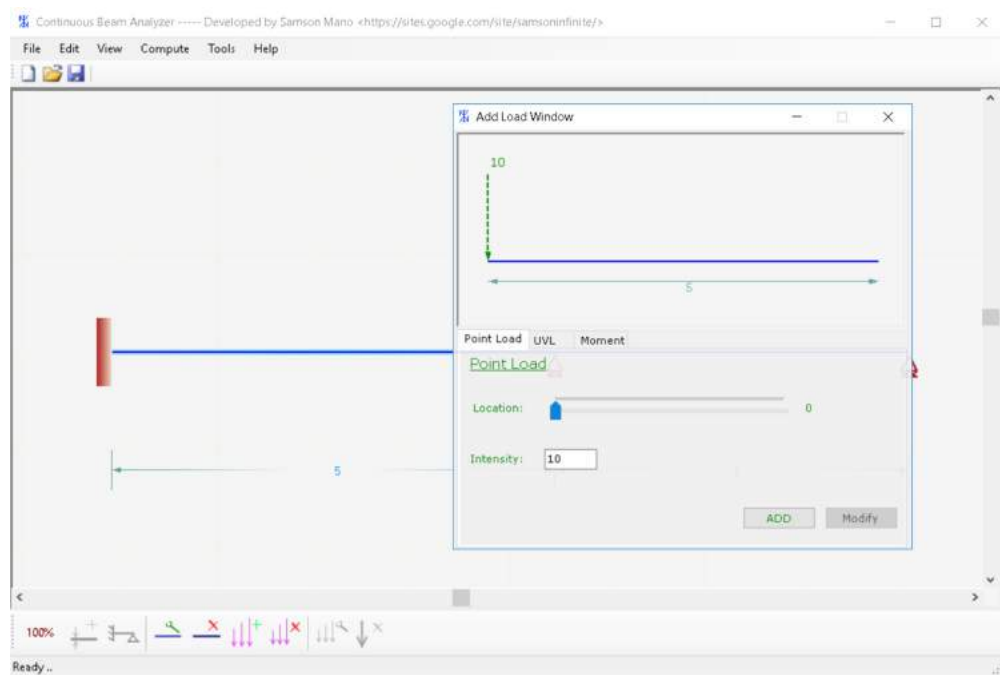 Continuous Beam Analyzer ----- Developed by Samson Mano <https://sites.google.com/site/samsoninfinite/>
File Edit View Compute Tools Help
Add Load Window
10
5
Point Load UVL Moment
Point Load
Location: 0
Intensity: 10
5
ADD Modify
100%
Ready ..